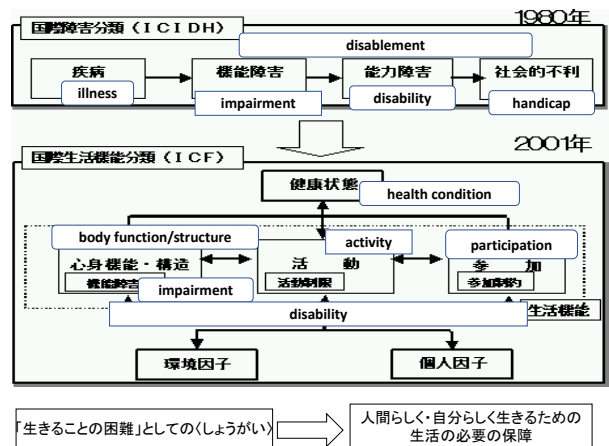 1980年
国際障害分類(ICIDH)
disablement
疾病
機能障害
能力障害
社会的不利
illness
impairment
disability
handicap
2001年
国際生活機能分類(ICF)
健康状態
health condition
body function/structure
activity
participation
心身機能・構造
活 動
参 加
機能障害
活動制限
参加制約
impairment
disability
生活機能
環境因子
個人因子
「生きることの困難」としての〈しょうがい〉
人間らしく・自分らしく生きるための
生活の必要の保障